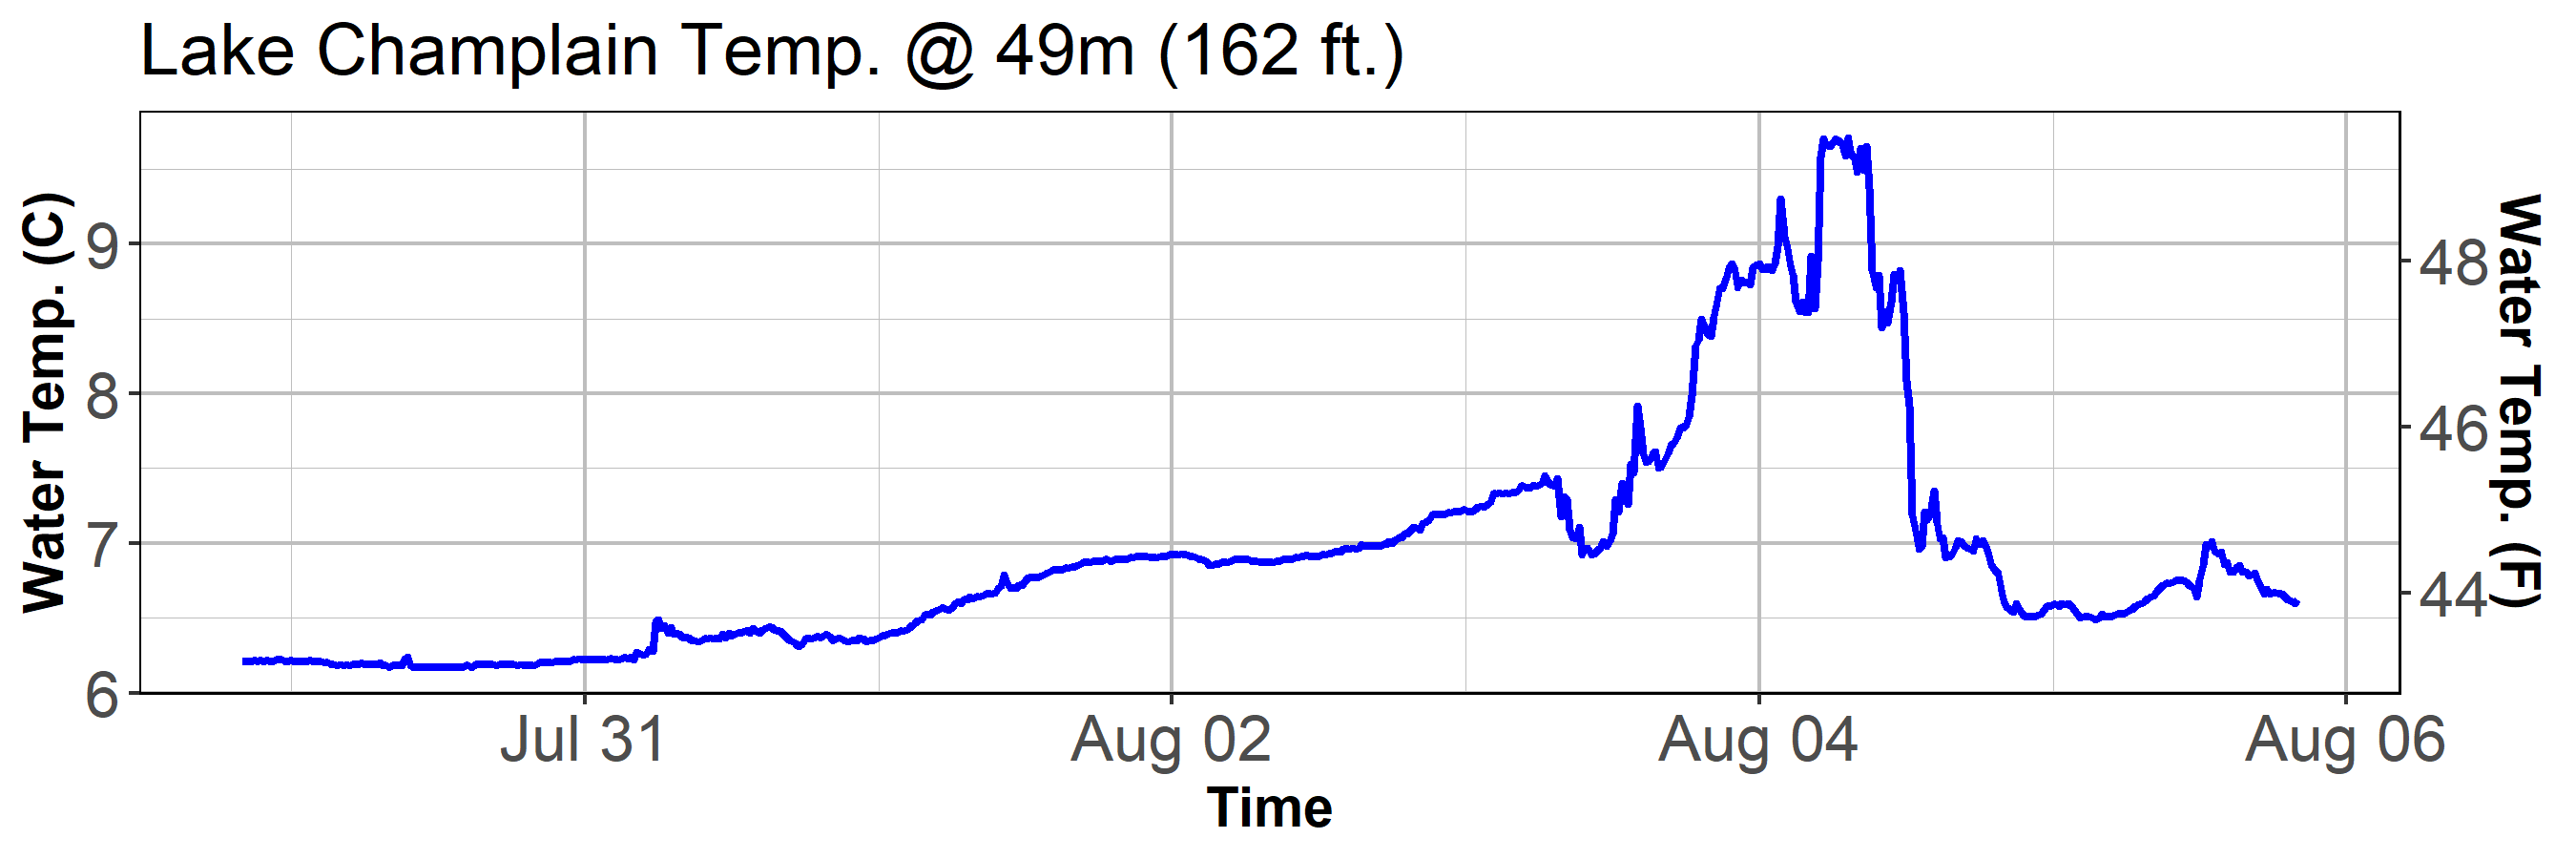 Lake Champlain Temp. @ 49m (162 ft.)
Water Temp. (C)
9
8
7
6
48
46
44
Water Temp. (F)
Jul 31
Aug 02
Aug 04
Aug 06
Time